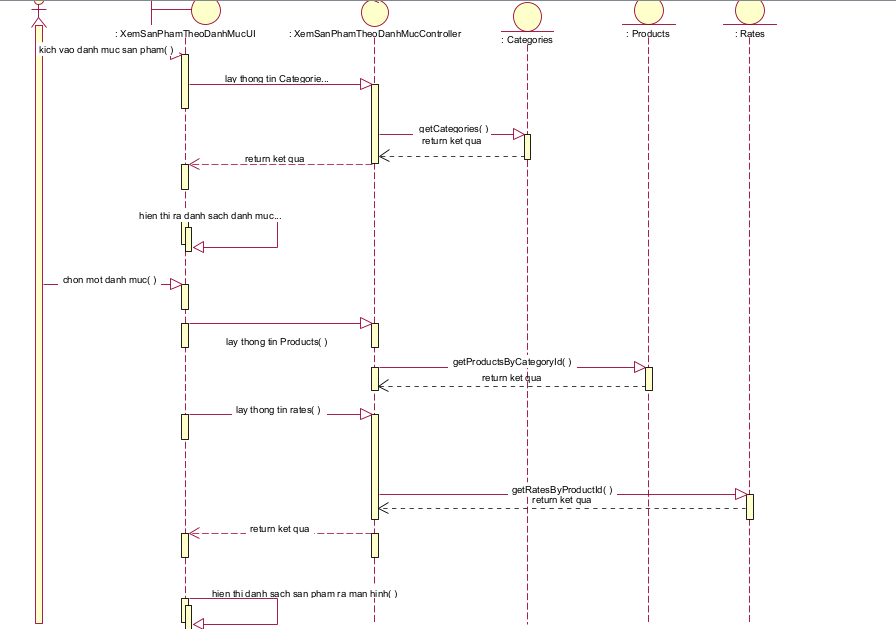 : XemSanPhamTheoDanhMucUI
: XemSanPhamTheoDanhMucController
: Categories
: Products
: Rates
kich vao danh muc san pham( )
lay thong tin Categorie...
getCategories( )
return ket qua
return ket qua
hien thi ra danh sach danh muc...
chon mot danh muc( )
lay thong tin Products( )
getProductsByCategoryId( )
return ket qua
lay thong tin rates( )
getRatesByProductId( )
return ket qua
return ket qua
hien thi danh sach san pham ra man hinh( )